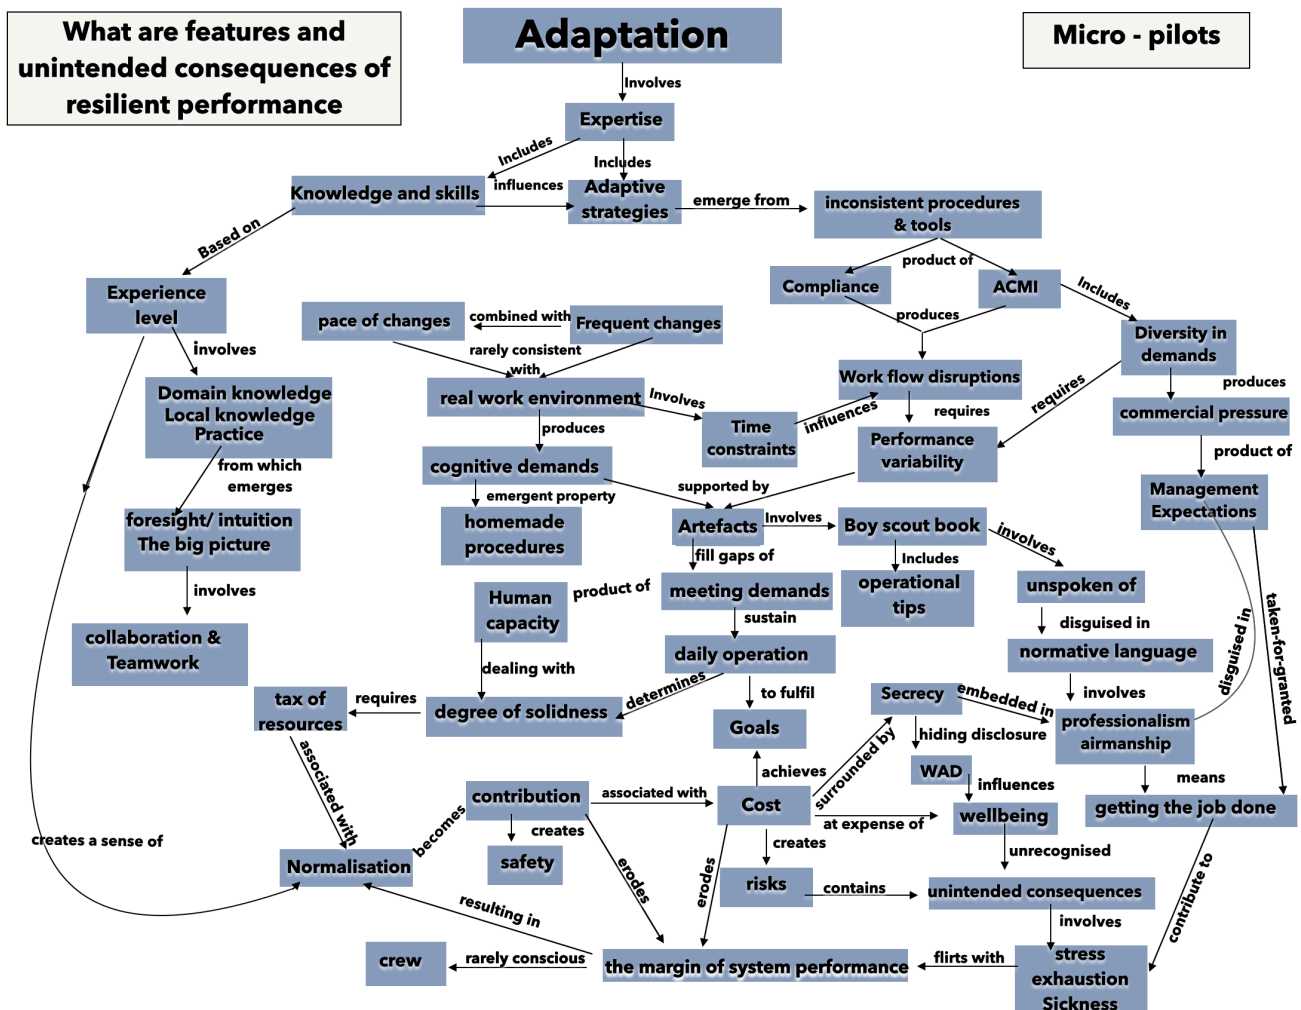 What are features and
unintended consequences of
resilient performance
Adaptation
Micro - pilots
Involves
Expertise
Includes
Includes
Knowledge and skills
influences
Adaptive
strategies
emerge from
inconsistent procedures
& tools
Based on
product of
Compliance
ACMI
Includes
Experience
level
pace of changes
combined with
Frequent changes
produces
Diversity in
demands
involves
rarely consistent
with
Work flow disruptions
requires
produces
Domain knowledge
Local knowledge
Practice
real work environment
Involves
influences
requires
commercial pressure
Time
constraints
produces
Performance
variability
product of
from which
emerges
cognitive demands
supported by
Management
Expectations
emergent property
foresight/ intuition
The big picture
homemade
procedures
Artefacts
Involves
Boy scout book
involves
fill gaps of
Includes
involves
Human
capacity
product of
meeting demands
operational
tips
unspoken of
sustain
disguised in
disguised in
taken-for-granted
collaboration &
Teamwork
daily operation
normative language
dealing with
determines
to fulfil
Secrecy
embedded in
involves
tax of
resources
requires
degree of solidness
Goals
professionalism
airmanship
hiding disclosure
associated with
achieves
surrounded by
WAD
influences
means
contribution
associated with
Cost
at expense of
wellbeing
getting the job done
becomes
creates
creates
unrecognised
creates a sense of
Normalisation
safety
erodes
erodes
risks
contains
unintended consequences
contribute to
resulting in
involves
crew
rarely conscious
the margin of system performance
flirts with
stress
exhaustion
Sickness